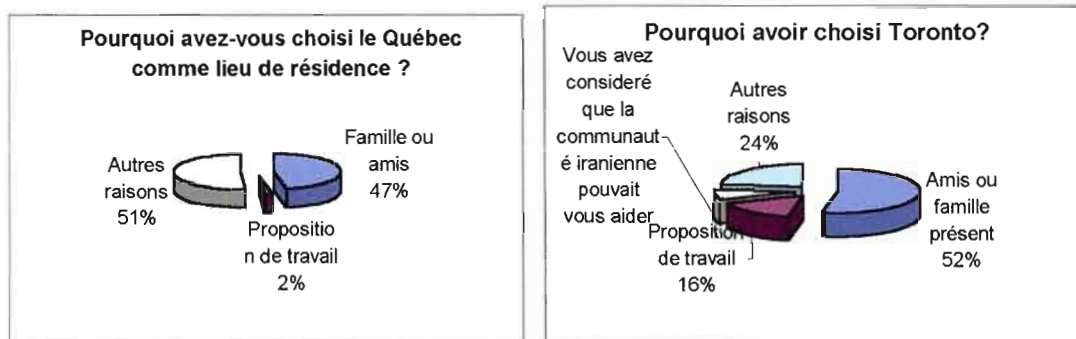 Pourquoi avez-vous choisi le Québec
comme lieu de résidence ?
Autres
raisons
51%
Famille ou
amis
47%
Propositio
n de travail
2%
Pourquoi avoir choisi Toronto?
Vous avez
consideré
que la
communaut
é iranienne
pouvait
vous aider
Autres
raisons
24%
Amis ou
famille
présent
52%
Proposition
de travail
16%